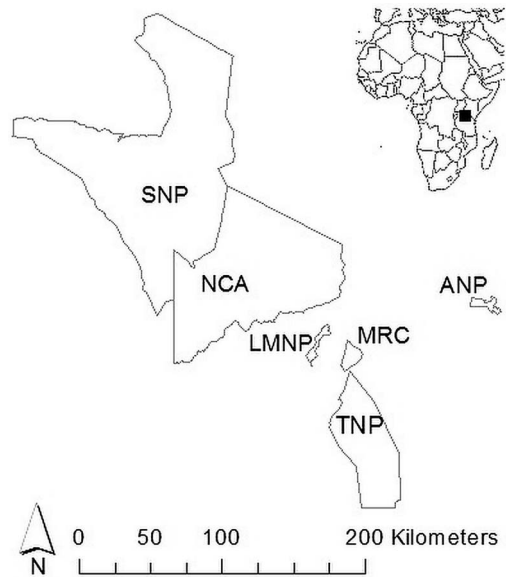 SNP
NCA
ANP
LMNP
MRC
TNP
N
0 50 100 200 Kilometers